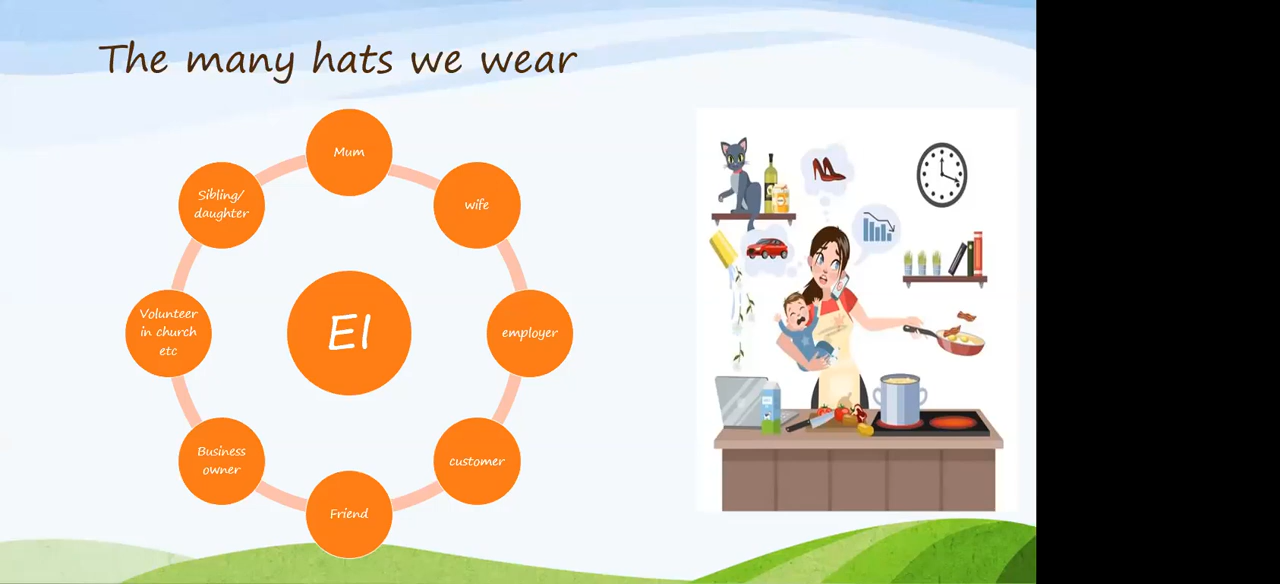 The many hats we wear
Mum
wife
employer
customer
Friend
Business
owner
Volunteer
in church
etc
Sibling/
daughter
EI